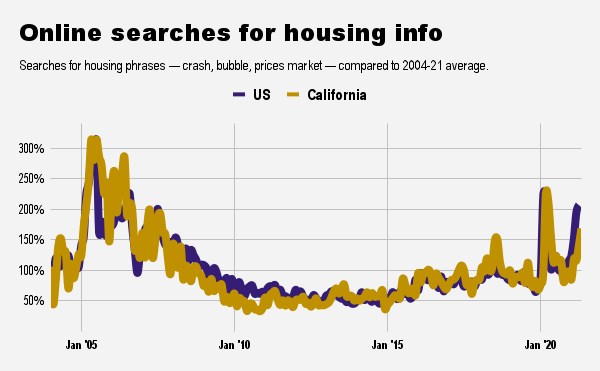 Online searches for housing info
Searches for housing phrases — crash, bubble, prices market — compared to 2004-21 average.
US California
300%
250%
200%
150%
100%
50%
Jan '05 Jan '10 Jan '15 Jan '20